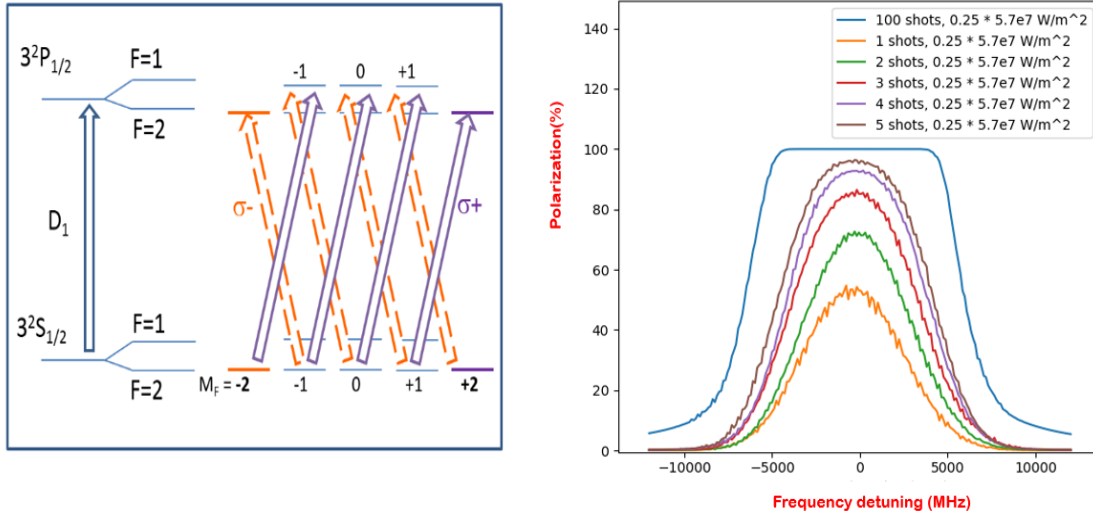 3²P₁/₂
F=1
F=2
D₁
3²S₁/₂
F=1
F=2
-1 0 +1
σ-
σ+
M_F = -2 -1 0 +1 +2
140
120
100
80
60
40
20
0
Polarization(%)
100 shots, 0.25 * 5.7e7 W/m^2
1 shots, 0.25 * 5.7e7 W/m^2
2 shots, 0.25 * 5.7e7 W/m^2
3 shots, 0.25 * 5.7e7 W/m^2
4 shots, 0.25 * 5.7e7 W/m^2
5 shots, 0.25 * 5.7e7 W/m^2
−10000 −5000 0 5000 10000
Frequency detuning (MHz)